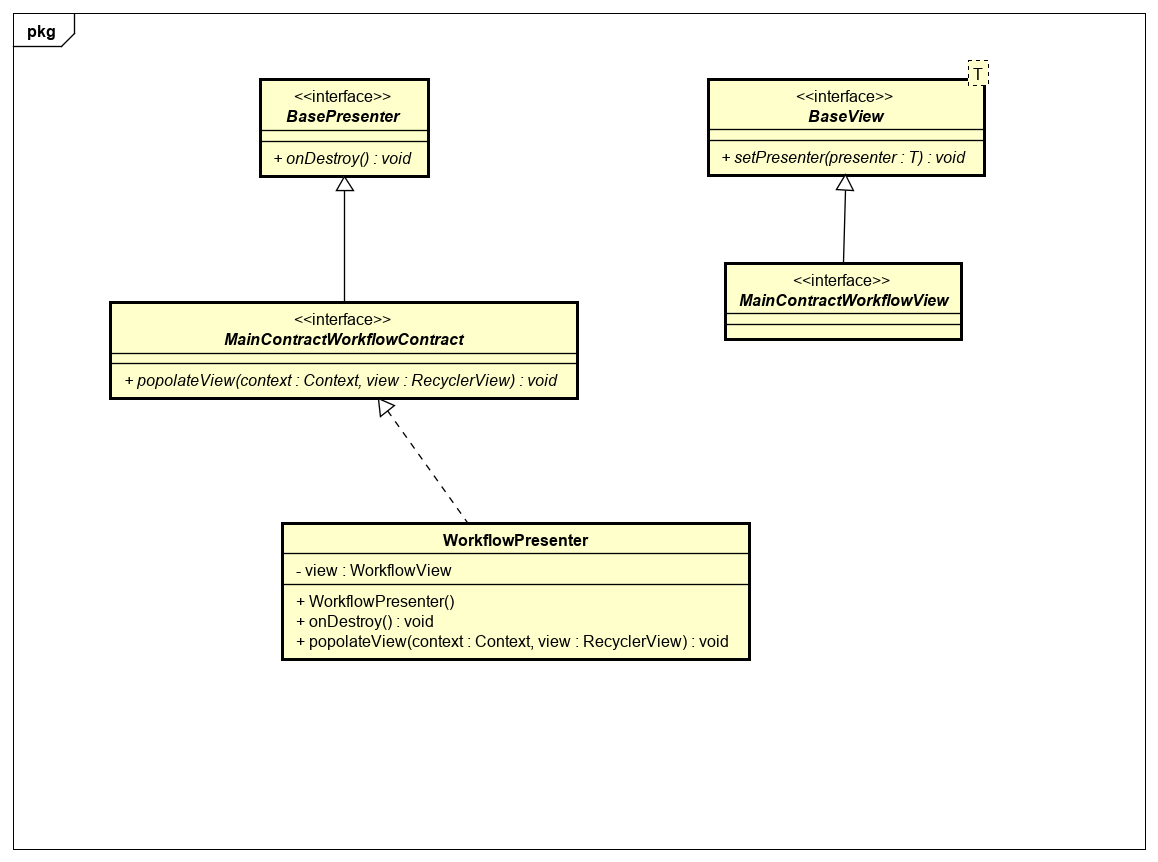 pkg
<<interface>>
BasePresenter
+ onDestroy() : void
T
<<interface>>
BaseView
+ setPresenter(presenter : T) : void
<<interface>>
MainContractWorkflowView
<<interface>>
MainContractWorkflowContract
+ popolateView(context : Context, view : RecyclerView) : void
WorkflowPresenter
- view : WorkflowView
+ WorkflowPresenter()
+ onDestroy() : void
+ popolateView(context : Context, view : RecyclerView) : void